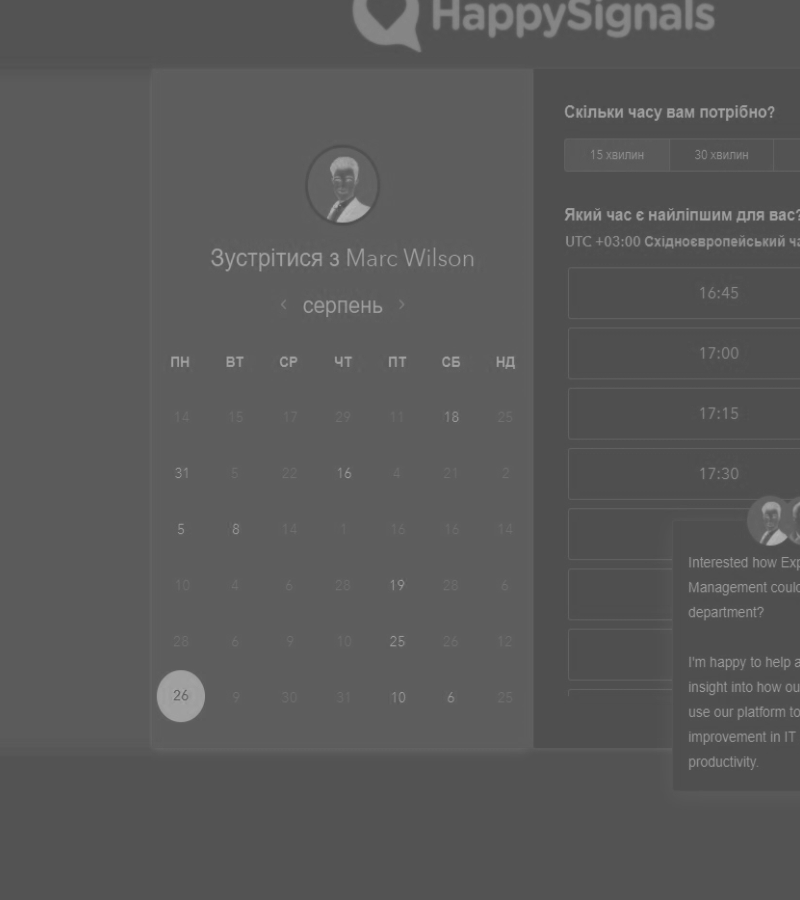 HappySignals
Зустрітися з Marc Wilson
‹ серпень ›
ПН ВТ СР ЧТ ПТ СБ НД
14 15 17 29 11 18 25
31 5 22 16 4 21 2
5 8 14 1 16 16 14
10 4 6 28 19 28 6
28 6 9 10 25 26 12
26 9 30 31 10 6 25
Скільки часу вам потрібно?
15 хвилин 30 хвилин
Який час є найліпшим для вас?
UTC +03:00 Східноєвропейський ча
16:45
17:00
17:15
17:30
Interested how Exp
Management could
department?
I'm happy to help a
insight into how ou
use our platform to
improvement in IT
productivity.